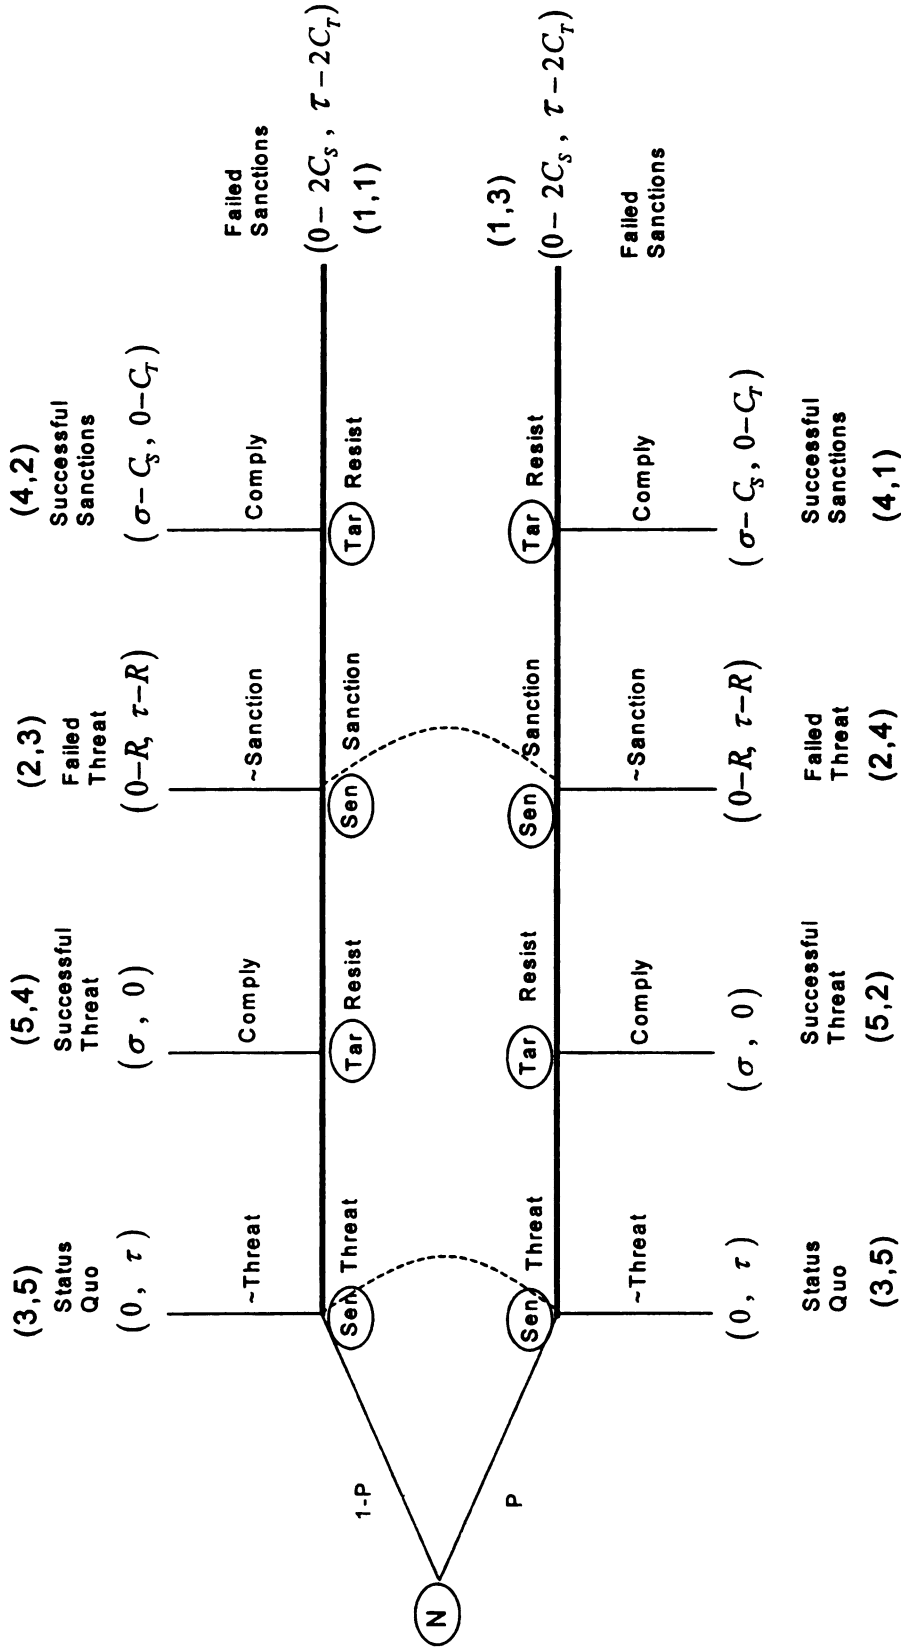 (3,5)
Status
Quo
(0, τ)
(5,4)
Successful
Threat
(σ, 0)
(2,3)
Failed
Threat
(0−R, τ−R)
(4,2)
Successful
Sanctions
(σ−C_S, 0−C_T)
~Threat
Comply
~Sanction
Comply
Failed
Sanctions
(0−2C_S, τ−2C_T)
(1,1)
Sen
Threat
Tar
Resist
Sen
Sanction
Tar
Resist
1-P
N
P
Sen
Threat
Tar
Resist
Sen
Sanction
Tar
Resist
(1,3)
(0−2C_S, τ−2C_T)
Failed
Sanctions
~Threat
Comply
~Sanction
Comply
(0, τ)
Status
Quo
(3,5)
(σ, 0)
Successful
Threat
(5,2)
(0−R, τ−R)
Failed
Threat
(2,4)
(σ−C_S, 0−C_T)
Successful
Sanctions
(4,1)